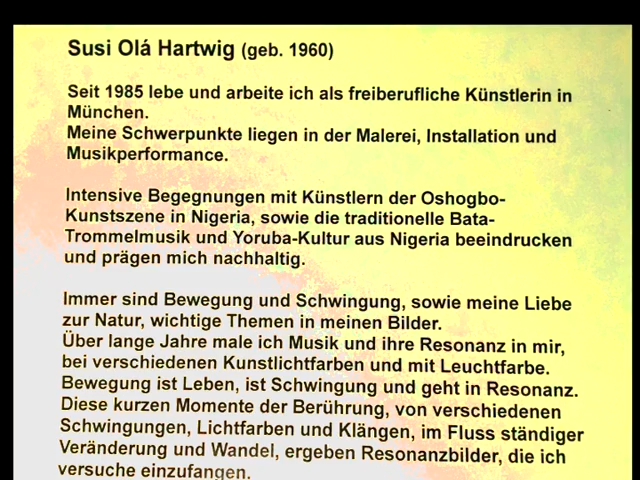 Susi Olá Hartwig (geb. 1960)
Seit 1985 lebe und arbeite ich als freiberufliche Künstlerin in
München.
Meine Schwerpunkte liegen in der Malerei, Installation und
Musikperformance.
Intensive Begegnungen mit Künstlern der Oshogbo-
Kunstszene in Nigeria, sowie die traditionelle Bata-
Trommelmusik und Yoruba-Kultur aus Nigeria beeindrucken
und prägen mich nachhaltig.
Immer sind Bewegung und Schwingung, sowie meine Liebe
zur Natur, wichtige Themen in meinen Bilder.
Über lange Jahre male ich Musik und ihre Resonanz in mir,
bei verschiedenen Kunstlichtfarben und mit Leuchtfarbe.
Bewegung ist Leben, ist Schwingung und geht in Resonanz.
Diese kurzen Momente der Berührung, von verschiedenen
Schwingungen, Lichtfarben und Klängen, im Fluss ständiger
Veränderung und Wandel, ergeben Resonanzbilder, die ich
versuche einzufangen.